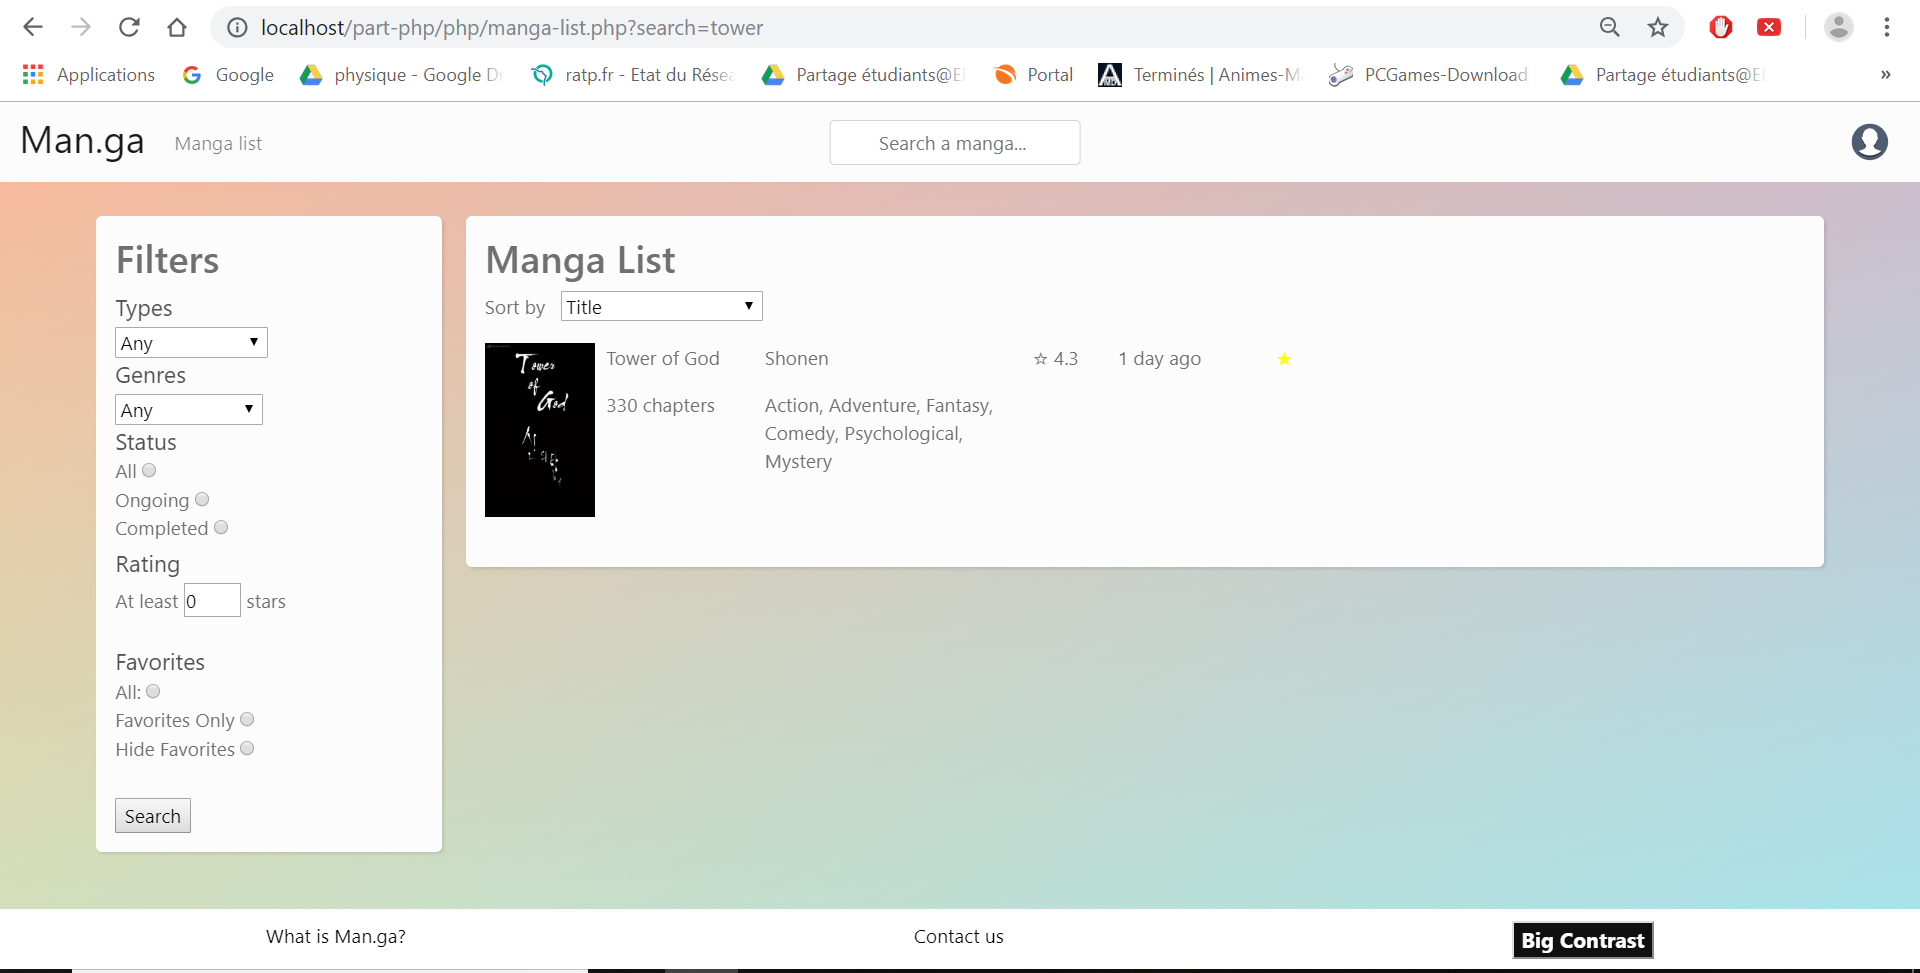 localhost/part-php/php/manga-list.php?search=tower
Applications
Google
physique - Google Dr
ratp.fr - Etat du Résea
Partage étudiants@E
Portal
Terminés | Animes-M
PCGames-Download
Partage étudiants@E
»
Man.ga
Manga list
Search a manga...
Filters
Types
Any
Genres
Any
Status
All
Ongoing
Completed
Rating
At least 0 stars
Favorites
All:
Favorites Only
Hide Favorites
Search
Manga List
Sort by Title
Tower
of
God
Tower of God
Shonen
☆ 4.3
1 day ago
★
330 chapters
Action, Adventure, Fantasy,
Comedy, Psychological,
Mystery
What is Man.ga?
Contact us
Big Contrast